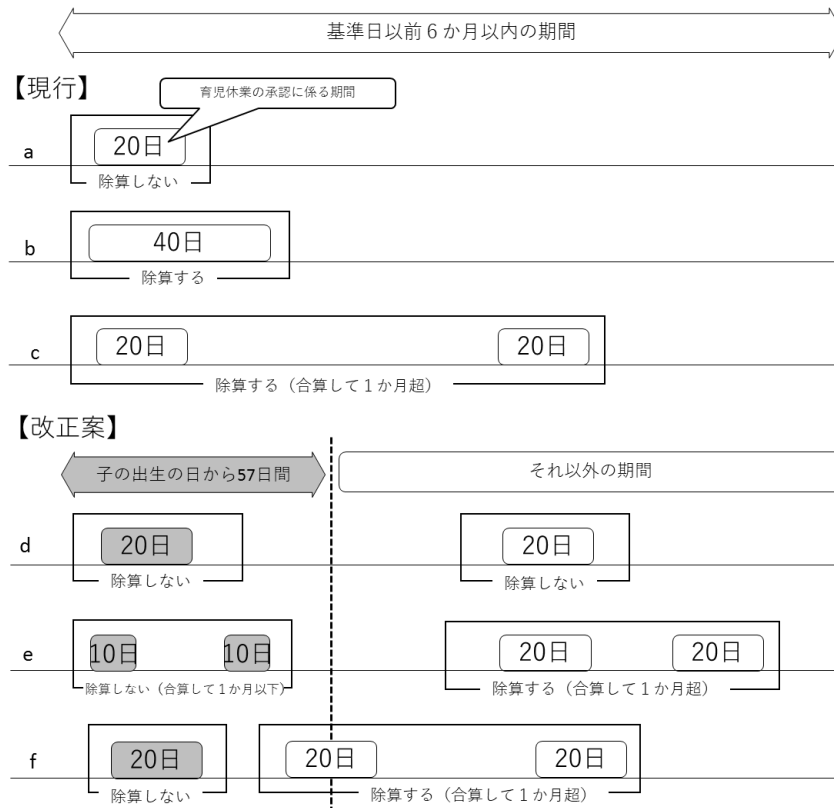 基準日以前６か月以内の期間
【現行】
育児休業の承認に係る期間
a
20日
除算しない
b
40日
除算する
c
20日
20日
除算する（合算して１か月超）
【改正案】
子の出生の日から57日間
それ以外の期間
d
20日
20日
除算しない
除算しない
e
10日
10日
20日
20日
除算しない（合算して１か月以下）
除算する（合算して１か月超）
f
20日
20日
20日
除算しない
除算する（合算して１か月超）